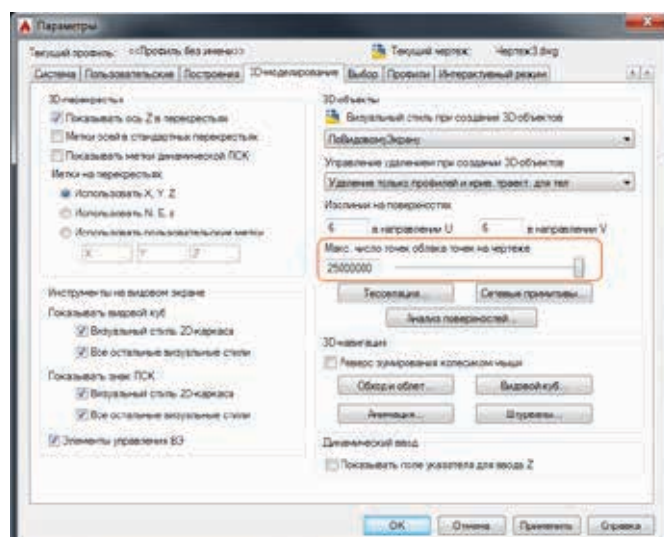 Параметры
Текущий профиль: <<Профиль без имени>> Текущий чертеж: Чертеж3.dwg
Система Пользовательские Построения 3D-моделирование Выбор Профили Интерактивный режим
3D-перекрестья
Показывать ось Z в перекрестьях
Метки осей в стандартных перекрестьях
Показывать метки динамической ПСК
Метки на перекрестьях
Использовать X, Y, Z
Использовать N, E, z
Использовать пользовательские метки
X Y Z
Инструменты на видовом экране
Показывать видовой куб
Визуальный стиль 2D-каркаса
Все остальные визуальные стили
Показывать знак ПСК
Визуальный стиль 2D-каркаса
Все остальные визуальные стили
Элементы управления ВЭ
3D-объекты
Визуальный стиль при создании 3D-объектов
ПоВидовомуЭкрану
Управление удалением при создании 3D-объектов
Удаление только профилей и крив. траект. для тел
Изолинии на поверхностях
6 в направлении U 6 в направлении V
Макс. число точек облака точек на чертеже
25000000
Тесселяция... Сетевые примитивы...
Анализ поверхностей...
3D-навигация
Реверс зумирования колесиком мыши
Обход и облет... Видовой куб...
Анимация... Штурвалы...
Динамический ввод
Показывать поле указателя для ввода Z
OK Отмена Применить Справка